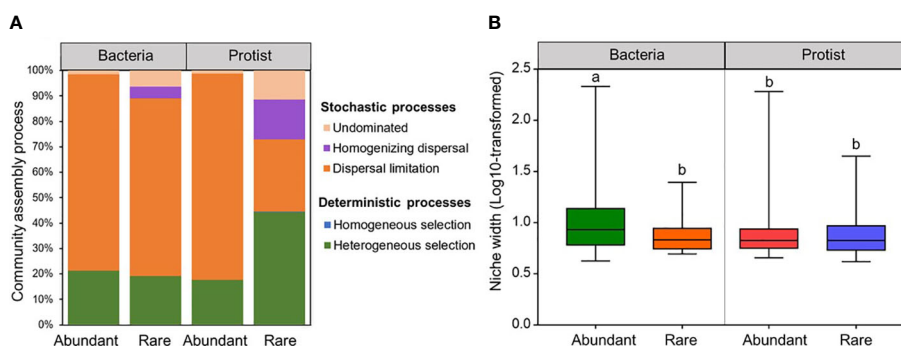 A
Bacteria
Protist
100%
90%
80%
70%
60%
50%
40%
30%
20%
10%
0%
Community assembly process
Abundant
Rare
Abundant
Rare
Stochastic processes
Undominated
Homogenizing dispersal
Dispersal limitation
Deterministic processes
Homogeneous selection
Heterogeneous selection
B
Bacteria
Protist
2.5
2.0
1.5
1.0
0.5
0.0
Niche width (Log10-transformed)
a
b
b
b
Abundant
Rare
Abundant
Rare